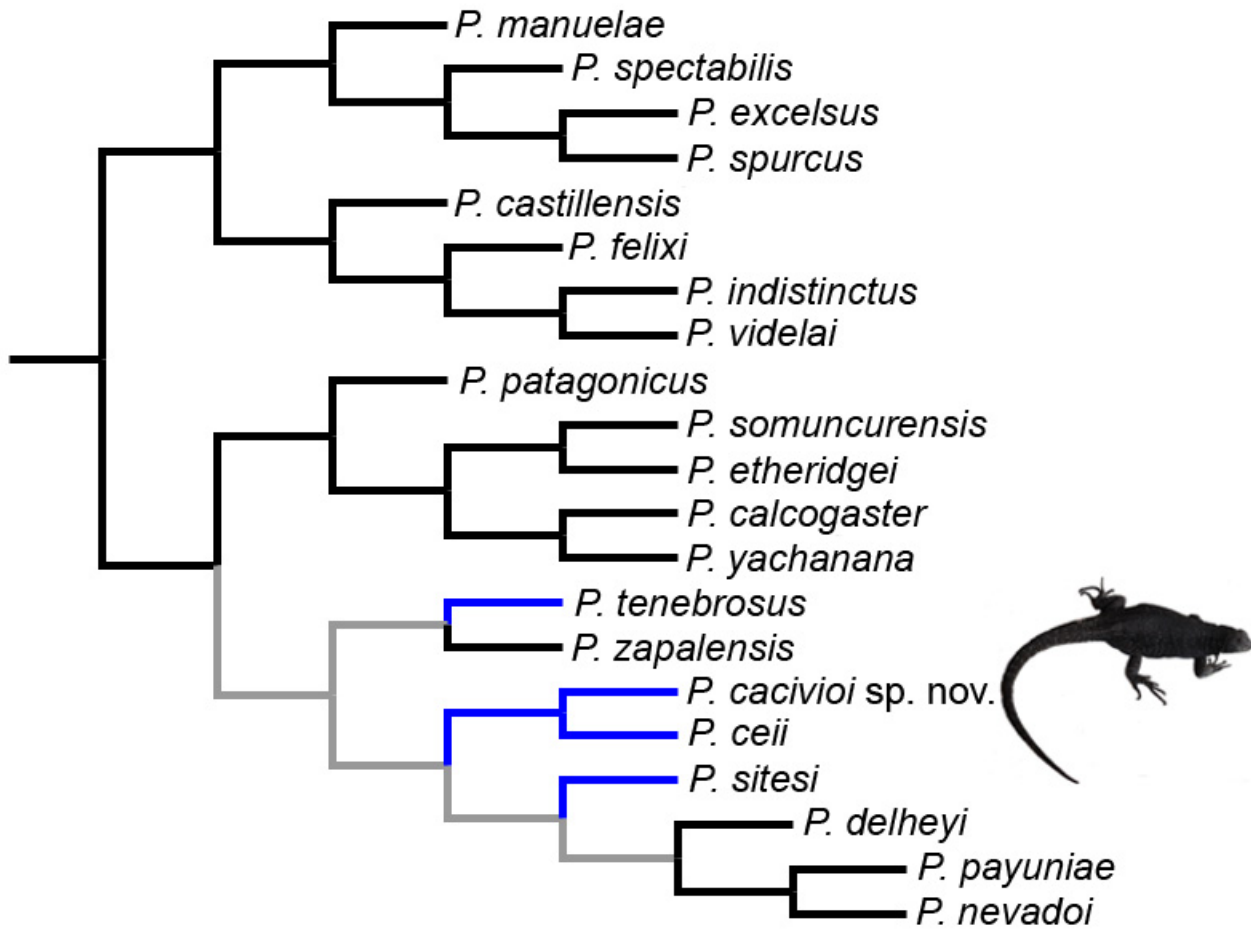 P. manuelae
P. spectabilis
P. excelsus
P. spurcus
P. castillensis
P. felixi
P. indistinctus
P. videlai
P. patagonicus
P. somuncurensis
P. etheridgei
P. calcogaster
P. yachanana
P. tenebrosus
P. zapalensis
P. cacivioi sp. nov.
P. ceii
P. sitesi
P. delheyi
P. payuniae
P. nevadoi